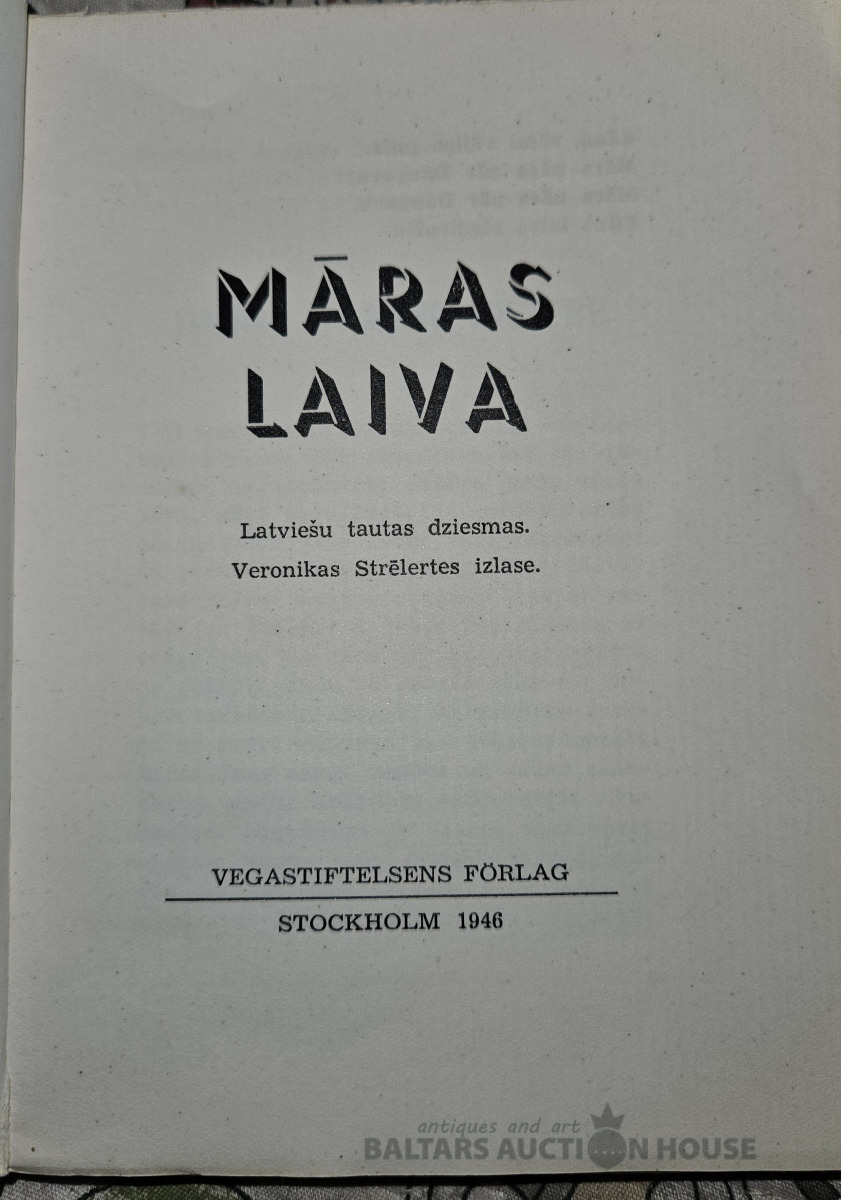 MĀRAS
LAIVA
Latviešu tautas dziesmas.
Veronikas Strēlertes izlase.
VEGASTIFTELSENS FÖRLAG
STOCKHOLM 1946
antiques and art
BALTARS AUCTION HOUSE